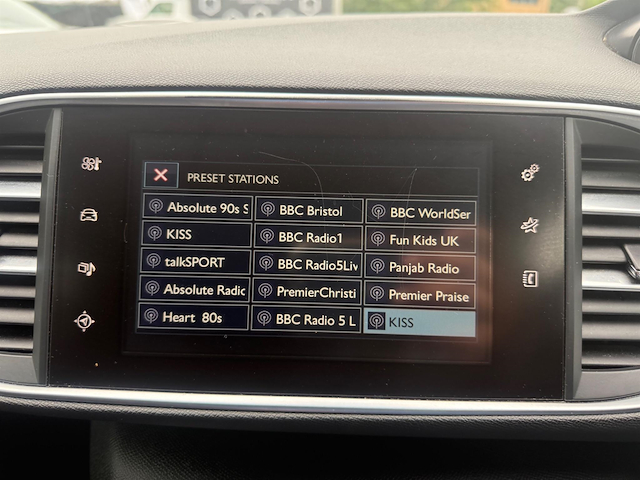 PRESET STATIONS
Absolute 90s S
BBC Bristol
BBC WorldSer
KISS
BBC Radio1
Fun Kids UK
talkSPORT
BBC Radio5Liv
Panjab Radio
Absolute Radic
PremierChristi
Premier Praise
Heart 80s
BBC Radio 5 L
KISS